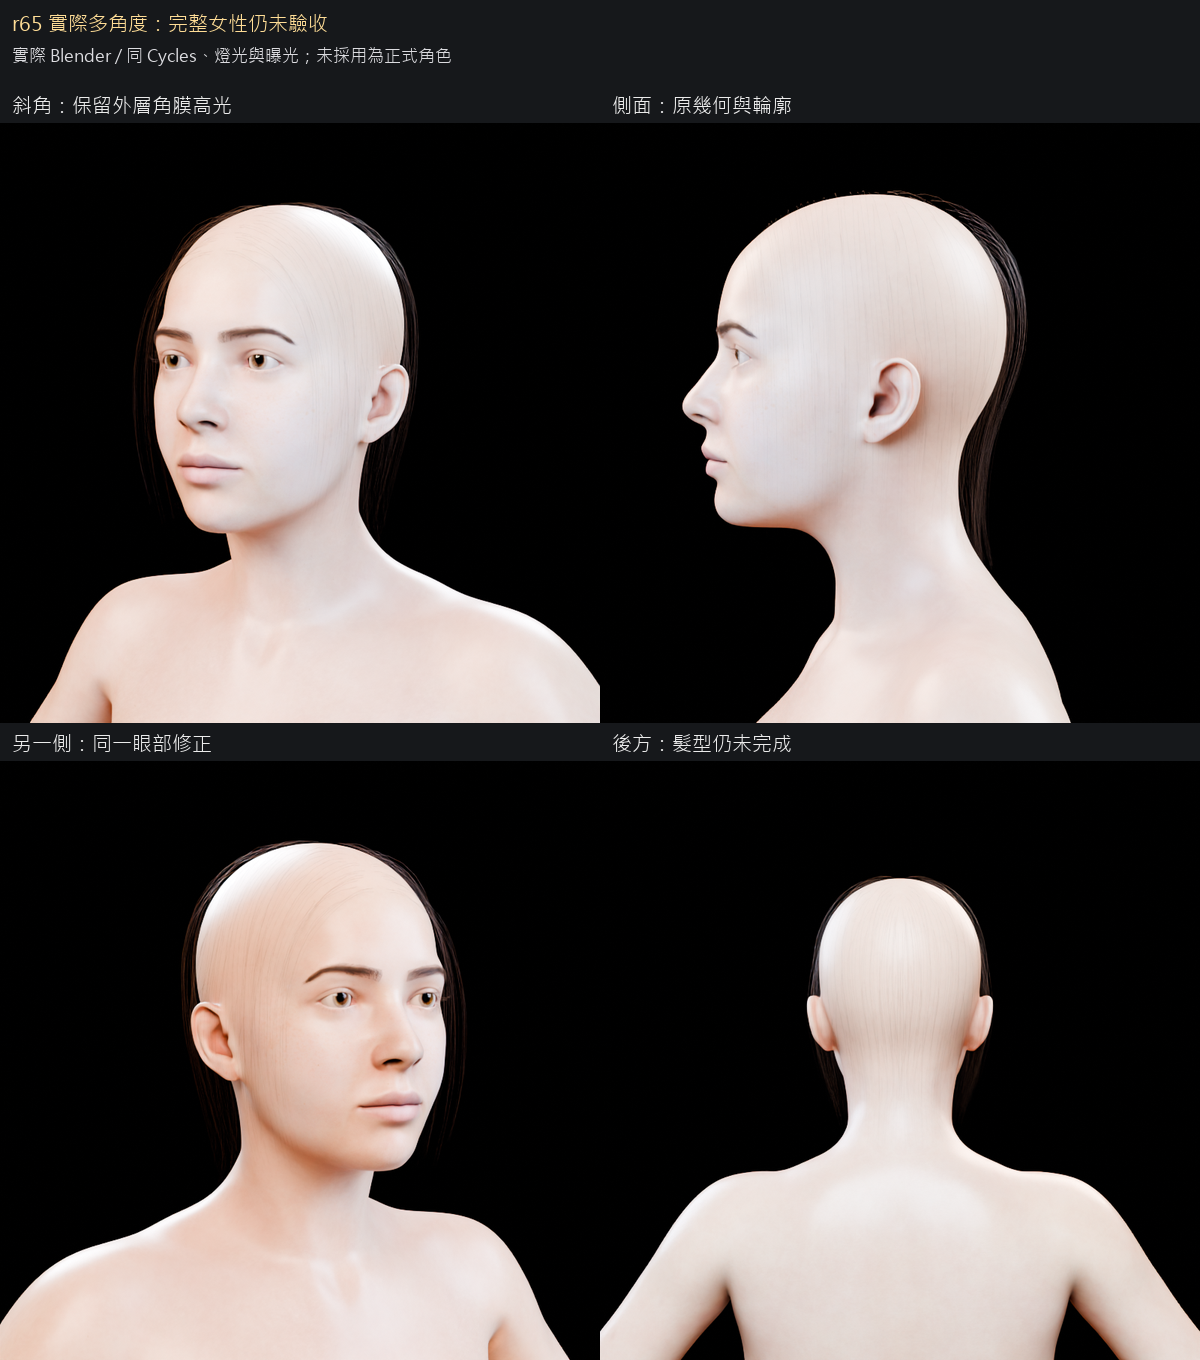 r65 實際多角度：完整女性仍未驗收
實際 Blender / 同 Cycles、燈光與曝光；未採用為正式角色
斜角：保留外層角膜高光
側面：原幾何與輪廓
另一側：同一眼部修正
後方：髮型仍未完成